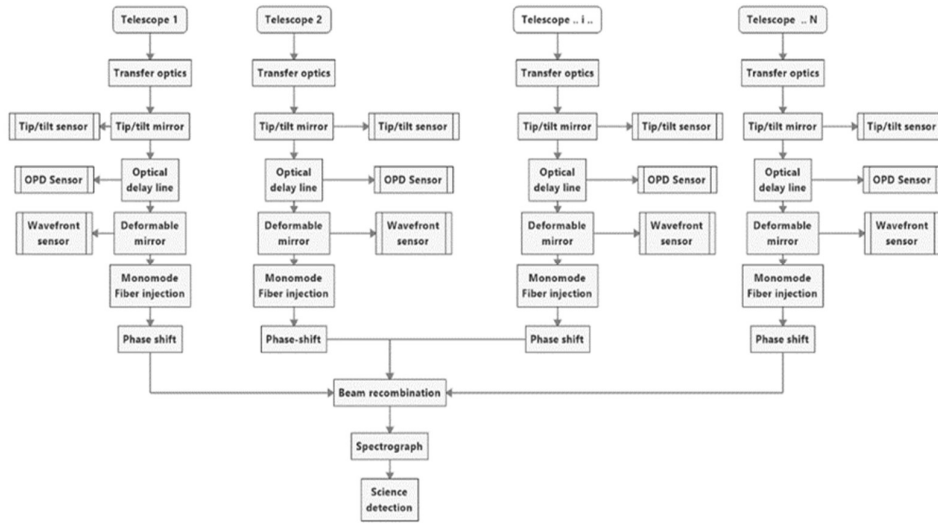 Telescope 1
Telescope 2
Telescope .. i ..
Telescope .. N
Transfer optics
Transfer optics
Transfer optics
Transfer optics
Tip/tilt sensor
Tip/tilt mirror
Tip/tilt mirror
Tip/tilt sensor
Tip/tilt mirror
Tip/tilt sensor
Tip/tilt mirror
Tip/tilt sensor
OPD Sensor
Optical
delay line
Optical
delay line
OPD Sensor
Optical
delay line
OPD Sensor
Optical
delay line
OPD Sensor
Wavefront
sensor
Deformable
mirror
Deformable
mirror
Wavefront
sensor
Deformable
mirror
Wavefront
sensor
Deformable
mirror
Wavefront
sensor
Monomode
Fiber injection
Monomode
Fiber injection
Monomode
Fiber injection
Monomode
Fiber injection
Phase shift
Phase-shift
Phase shift
Phase shift
Beam recombination
Spectrograph
Science
detection